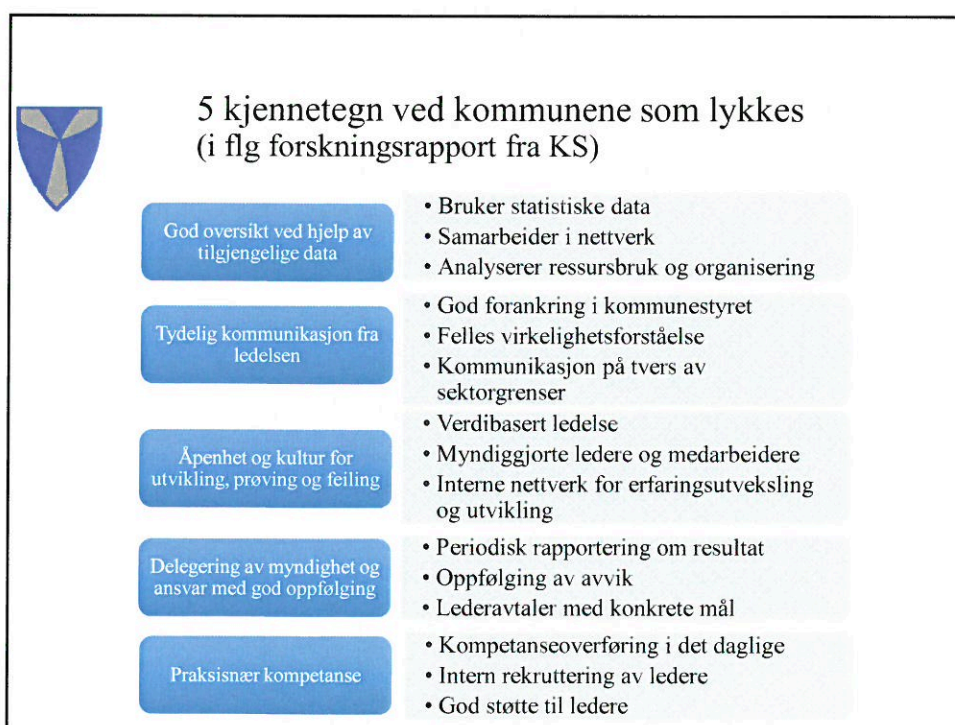 5 kjennetegn ved kommunene som lykkes
(i flg forskningsrapport fra KS)
God oversikt ved hjelp av
tilgjengelige data
• Bruker statistiske data
• Samarbeider i nettverk
• Analyserer ressursbruk og organisering
Tydelig kommunikasjon fra
ledelsen
• God forankring i kommunestyret
• Felles virkelighetsforståelse
• Kommunikasjon på tvers av
sektorgrenser
Åpenhet og kultur for
utvikling, prøving og feiling
• Verdibasert ledelse
• Myndiggjorte ledere og medarbeidere
• Interne nettverk for erfaringsutveksling
og utvikling
Delegering av myndighet og
ansvar med god oppfølging
• Periodisk rapportering om resultat
• Oppfølging av avvik
• Lederavtaler med konkrete mål
Praksisnær kompetanse
• Kompetanseoverføring i det daglige
• Intern rekruttering av ledere
• God støtte til ledere